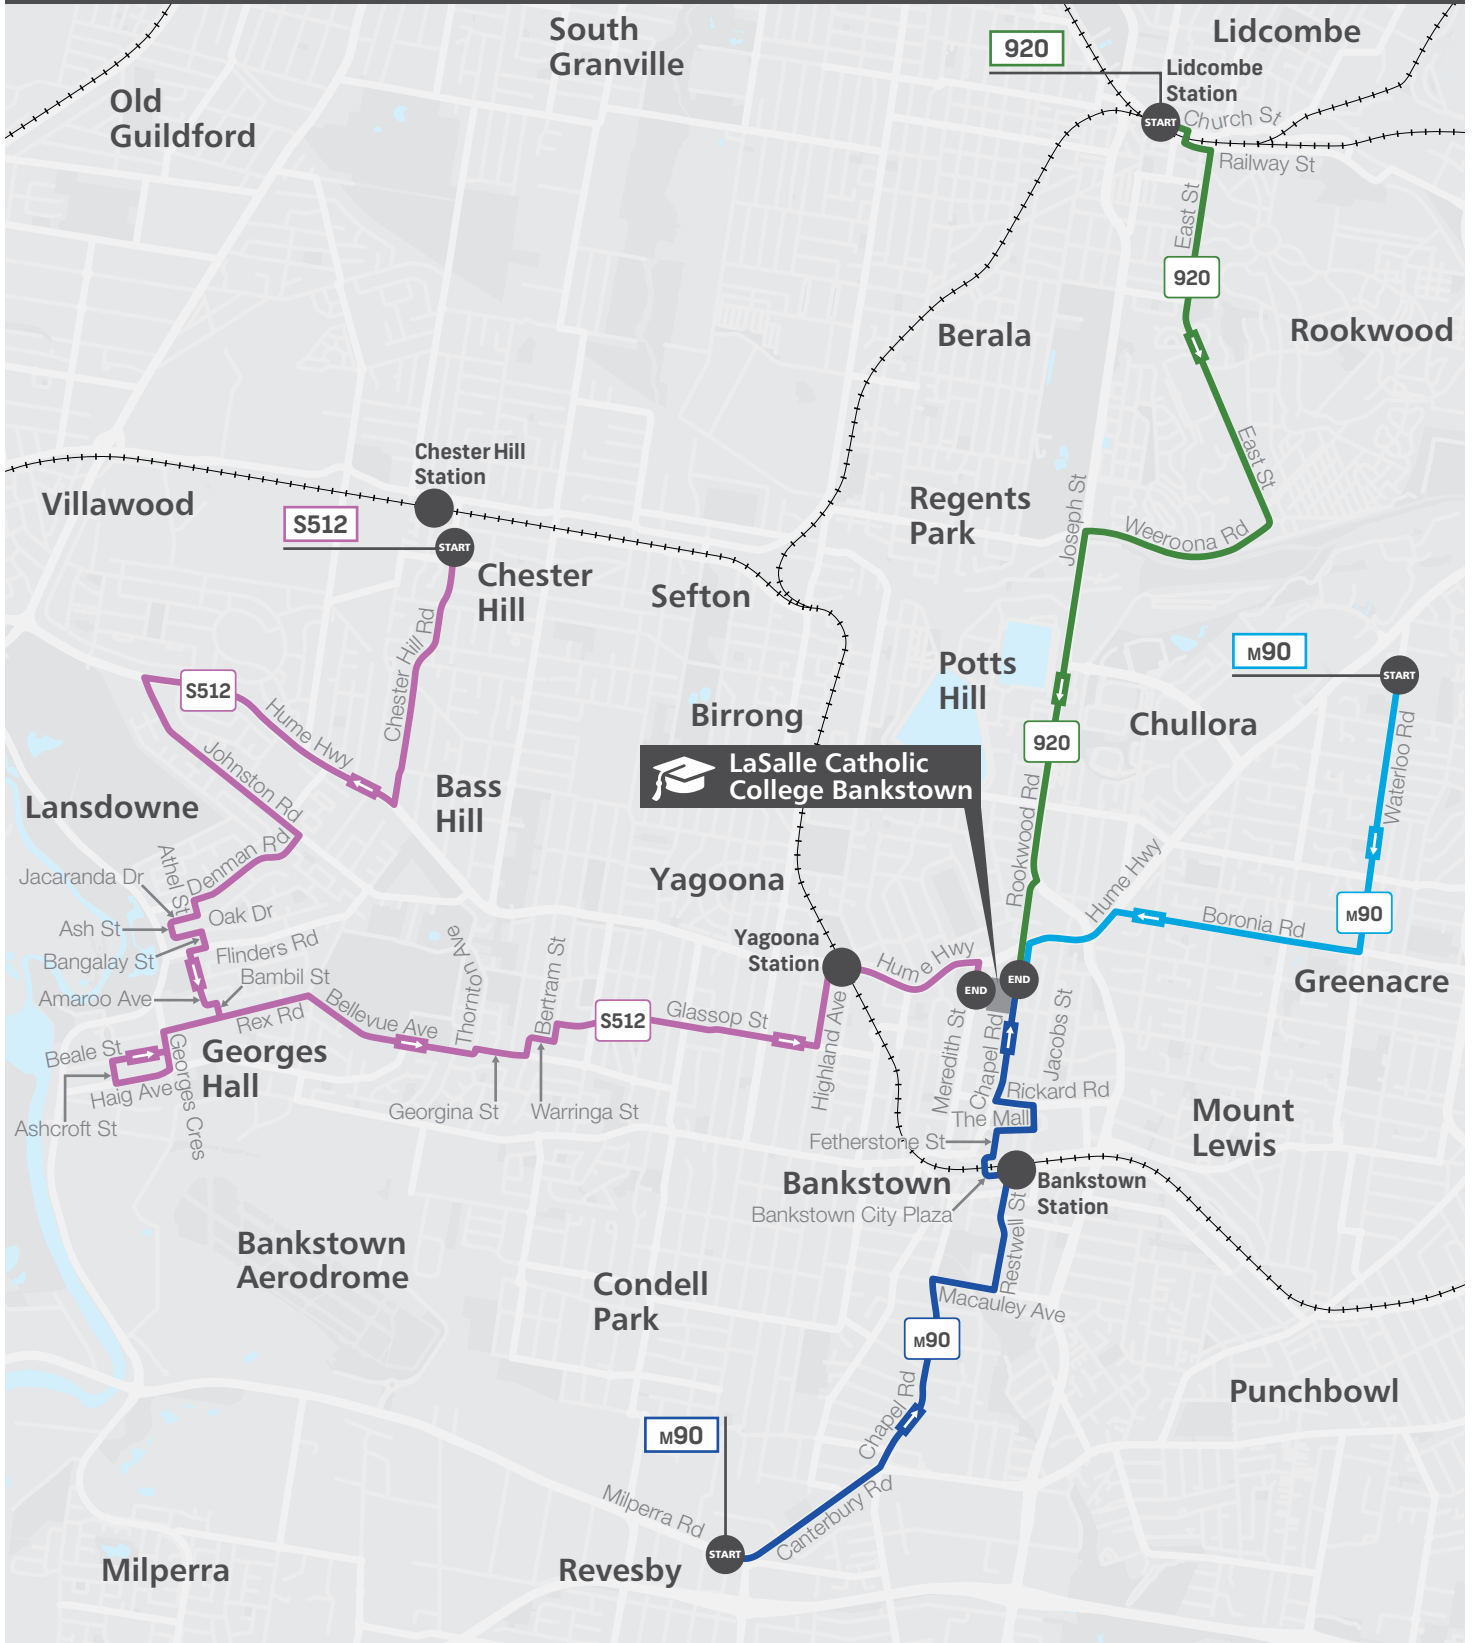 South
Granville
Lidcombe
920
Lidcombe
Station
Old
Guildford
START
Church St
Railway St
East St
920
Berala
Rookwood
East St
Chester Hill
Station
Villawood
S512
Regents
Park
Joseph St
Weeroona Rd
START
Chester
Hill
Sefton
Chester Hill Rd
Potts
Hill
M90
START
S512
Hume Hwy
Birrong
Chullora
920
Waterloo Rd
Johnston Rd
LaSalle Catholic
College Bankstown
Bass
Hill
Lansdowne
Rookwood Rd
Hume Hwy
Denman Rd
Athel St
Jacaranda Dr
Yagoona
Oak Dr
Ash St
M90
Boronia Rd
Flinders Rd
Bangalay St
Thornton Ave
Bertram St
Yagoona
Station
Hume Hwy
Bambil St
Greenacre
Amaroo Ave
END
END
Rex Rd
Bellevue Ave
S512
Glassop St
Highland Ave
Meredith St
Chapel Rd
Jacobs St
Beale St
Georges
Hall
Georges Cres
Haig Ave
Rickard Rd
Georgina St
Warringa St
The Mall
Ashcroft St
Fetherstone St
Mount
Lewis
Bankstown
Bankstown
Station
Bankstown City Plaza
Restwell St
Bankstown
Aerodrome
Condell
Park
Macauley Ave
M90
Punchbowl
Chapel Rd
M90
Milperra Rd
Canterbury Rd
START
Milperra
Revesby